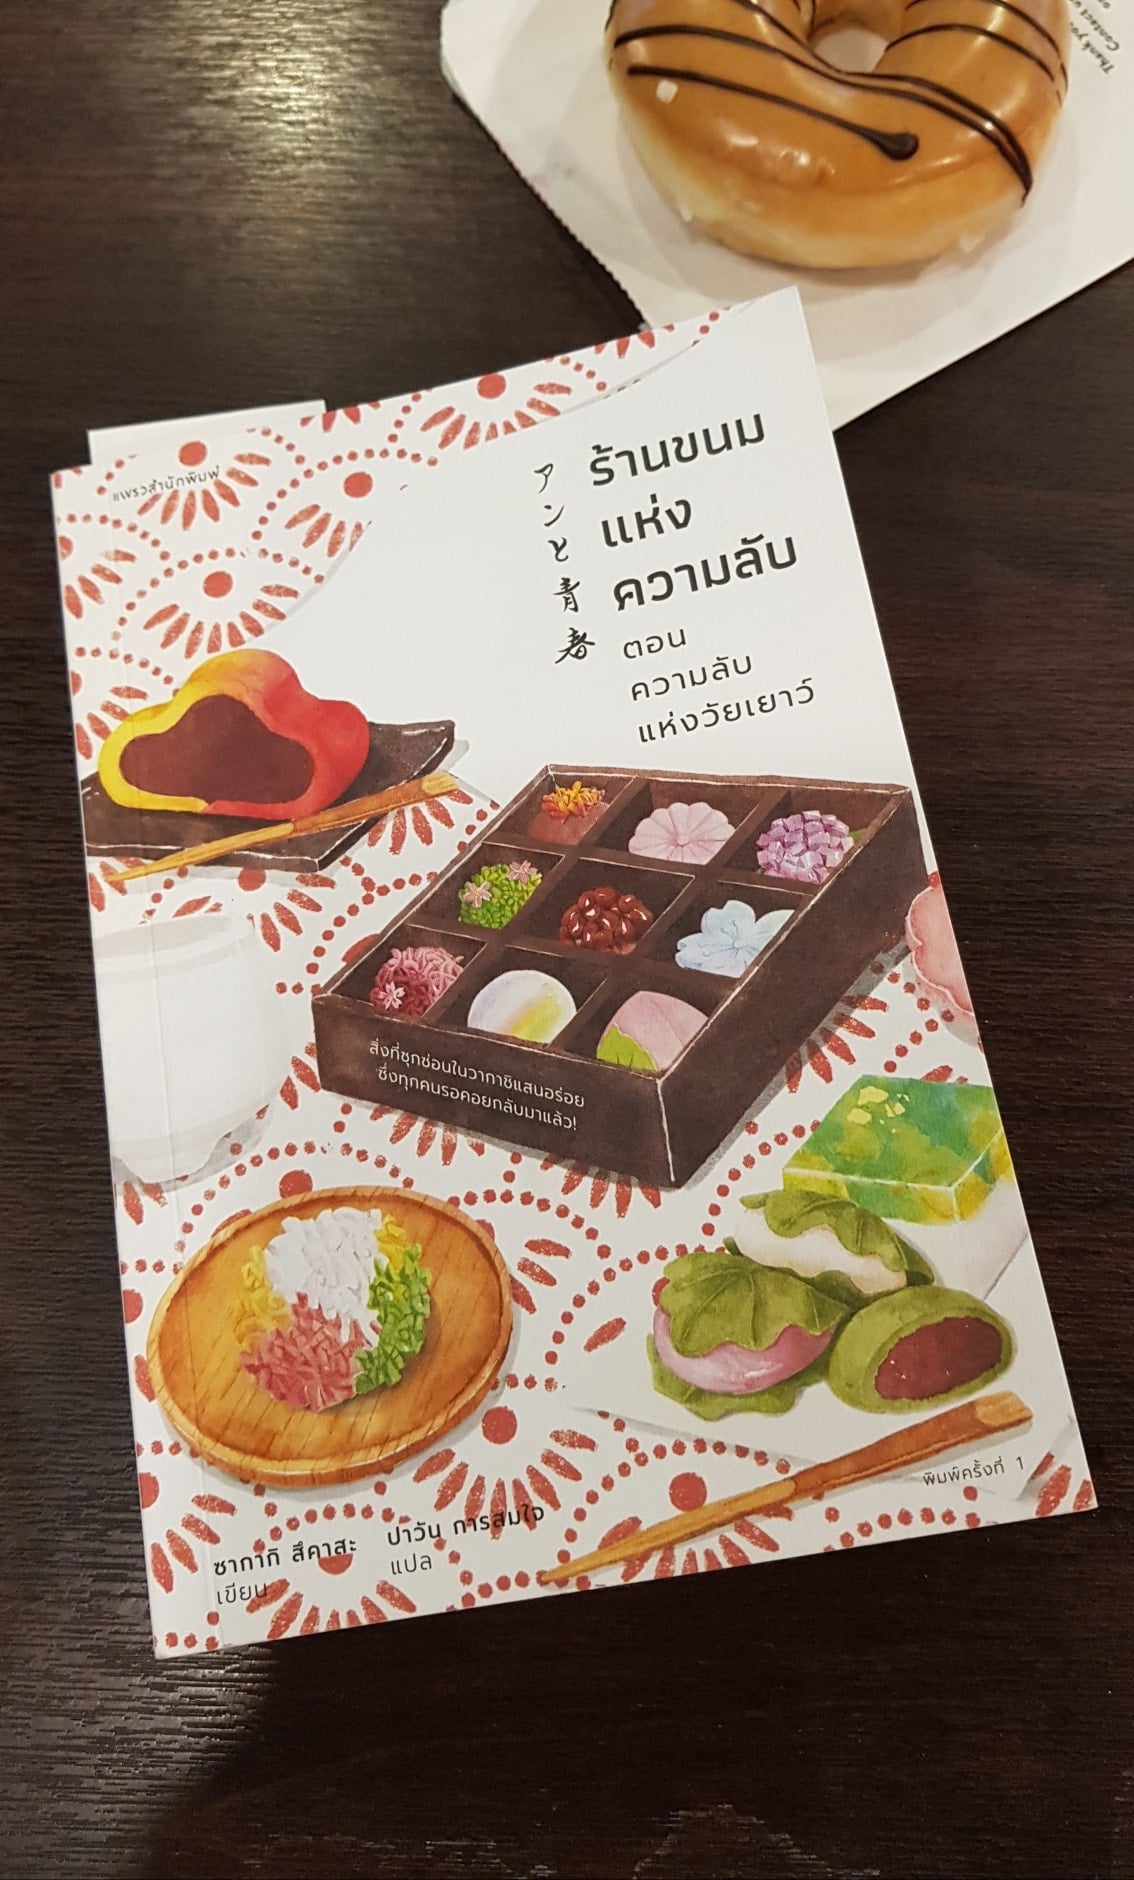 Thank you
Contact u
แพรวสำนักพิมพ์
ร้านขนม
แห่ง
ความลับ
アンと青春
ตอน
ความลับ
แห่งวัยเยาว์
สิ่งที่ซุกซ่อนในวากาชิแสนอร่อย
ซึ่งทุกคนรอคอยกลับมาแล้ว!
พิมพ์ครั้งที่ 1
ซากากิ สึคาสะ
เขียน
ปาวัน การสมใจ
แปล